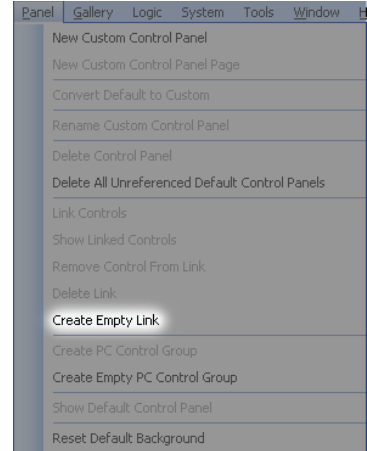 Panel Gallery Logic System Tools Window H
New Custom Control Panel
New Custom Control Panel Page
Convert Default to Custom
Rename Custom Control Panel
Delete Control Panel
Delete All Unreferenced Default Control Panels
Link Controls
Show Linked Controls
Remove Control From Link
Delete Link
Create Empty Link
Create PC Control Group
Create Empty PC Control Group
Show Default Control Panel
Reset Default Background